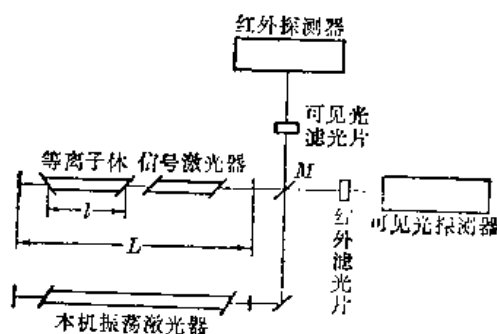 红外探测器
可见光
滤光片
等离子体 信号激光器
M
l
L
红外滤光片
可见光探测器
本机振荡激光器